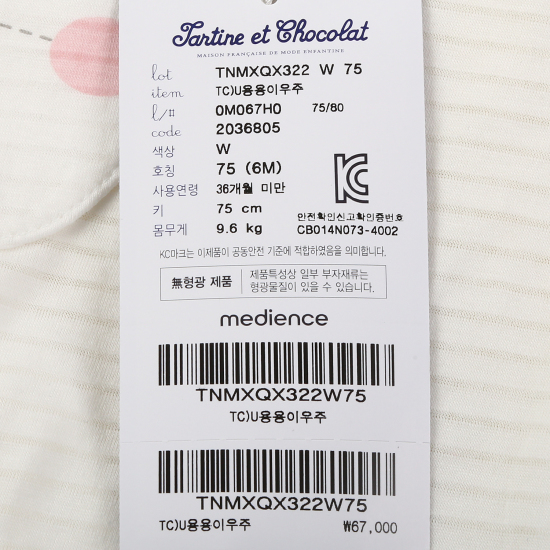 Tartine et Chocolat
MAISON FRANÇAISE DE MODE ENFANTINE
lot TNMXQX322 W 75
item TC)U용용이우주
l/# 0M067H0 75/80
code 2036805
색상 W
호칭 75 (6M)
사용연령 36개월 미만
키 75 cm
몸무게 9.6 kg
안전확인신고확인증번호
CB014N073-4002
KC마크는 이제품이 공동안전 기준에 적합하였음을 의미합니다.
無형광 제품 제품특성상 일부 부자재류는
형광물질이 있을 수 있습니다.
medience
TNMXQX322W75
TC)U용용이우주
TNMXQX322W75
TC)U용용이우주 ₩67,000